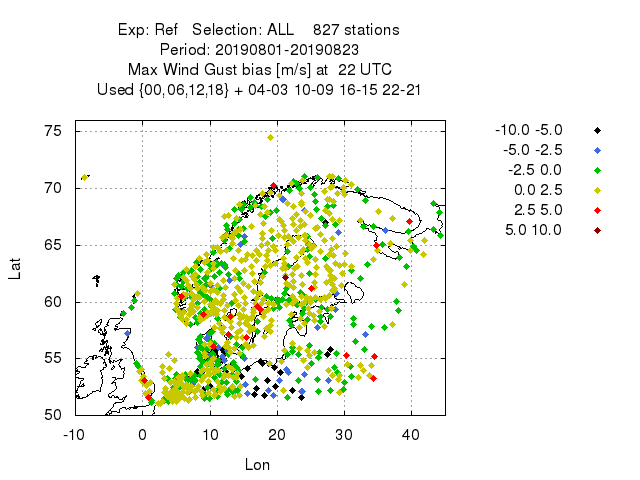 Exp: Ref Selection: ALL 827 stations
Period: 20190801-20190823
Max Wind Gust bias [m/s] at 22 UTC
Used {00,06,12,18} + 04-03 10-09 16-15 22-21
75
70
65
60
55
50
-10 0 10 20 30 40
Lat
Lon
-10.0 -5.0
-5.0 -2.5
-2.5 0.0
0.0 2.5
2.5 5.0
5.0 10.0